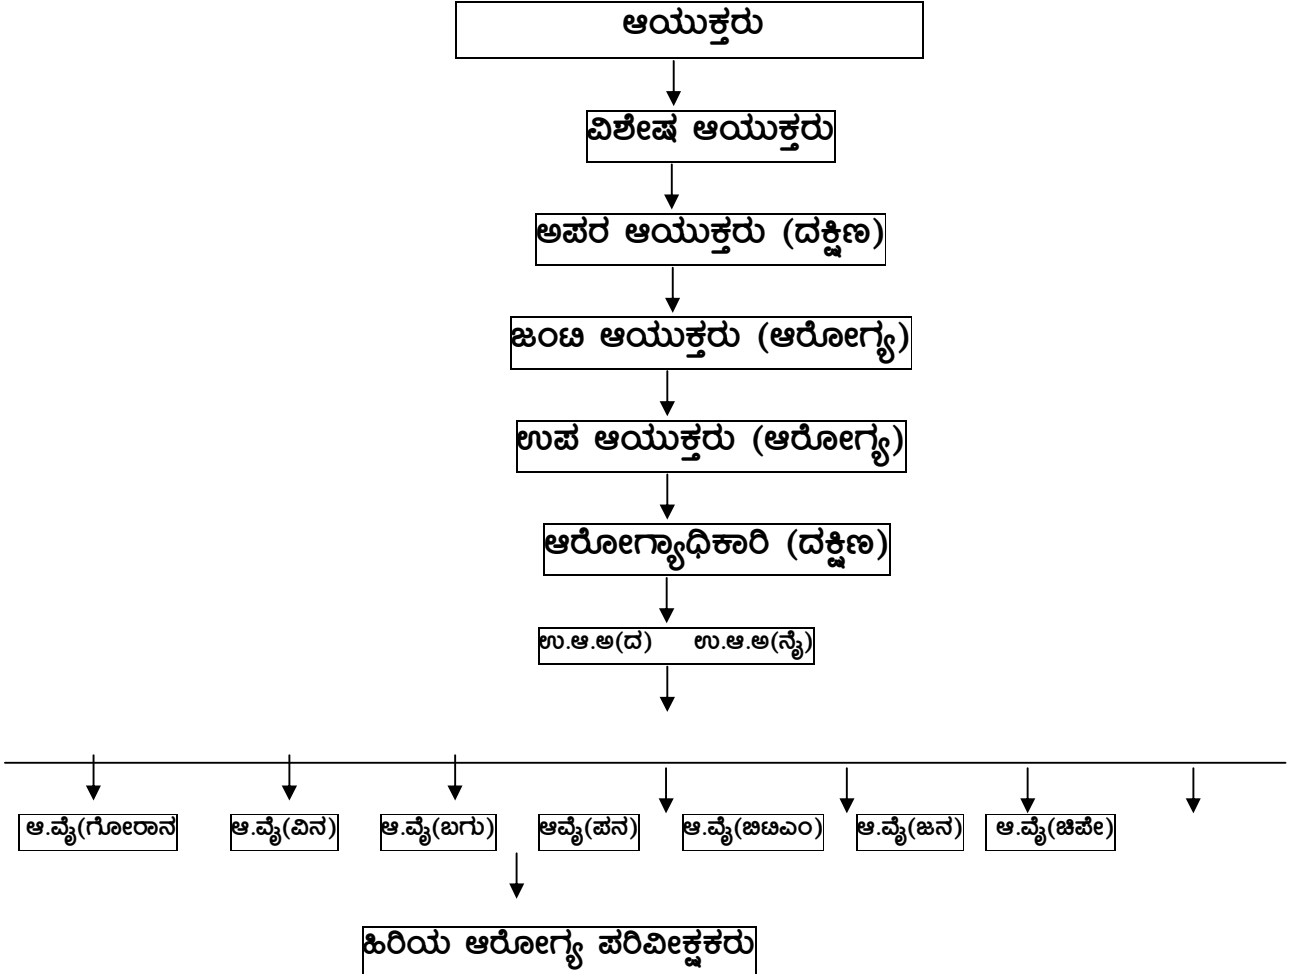 ಆಯುಕ್ತರು
ವಿಶೇಷ ಆಯುಕ್ತರು
ಅಪರ ಆಯುಕ್ತರು (ದಕ್ಷಿಣ)
ಜಂಟಿ ಆಯುಕ್ತರು (ಆರೋಗ್ಯ)
ಉಪ ಆಯುಕ್ತರು (ಆರೋಗ್ಯ)
ಆರೋಗ್ಯಾಧಿಕಾರಿ (ದಕ್ಷಿಣ)
ಉ.ಆ.ಅ(ದ) ಉ.ಆ.ಅ(ನೈ)
ಆ.ವೈ(ಗೋರಾನ ಆ.ವೈ(ವಿನ) ಆ.ವೈ(ಬಗು) ಆವೈ(ಪನ) ಆ.ವೈ(ಬಿಟಿಎಂ) ಆ.ವೈ(ಜನ) ಆ.ವೈ(ಚಿಪೇ)
ಹಿರಿಯ ಆರೋಗ್ಯ ಪರಿವೀಕ್ಷಕರು